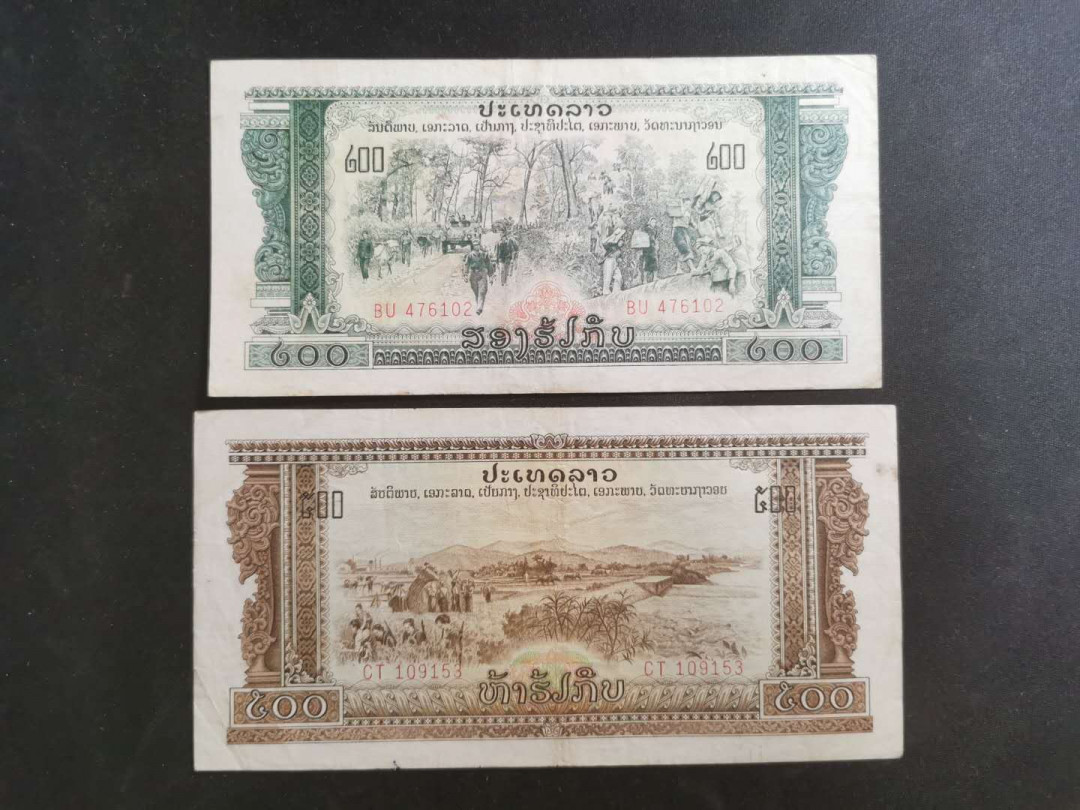 ປະເທດລາວ
ສັນຕິພາບ, ເອກະລາດ, ເປັນກາງ, ປະຊາທິປະໄຕ, ເອກະພາບ, ວັດທະນາຖາວອນ
໒໐໐ ໒໐໐
BU 476102 BU 476102
ສອງຮ້ຽກີບ
໒໐໐ ໒໐໐
ປະເທດລາວ
ສັນຕິພາບ, ເອກະລາດ, ເປັນກາງ, ປະຊາທິປະໄຕ, ເອກະພາບ, ວັດທະນາຖາວອນ
໕໐໐ ໕໐໐
CT 109153 CT 109153
ຫ້າຮ້ຽກີບ
໕໐໐ ໕໐໐